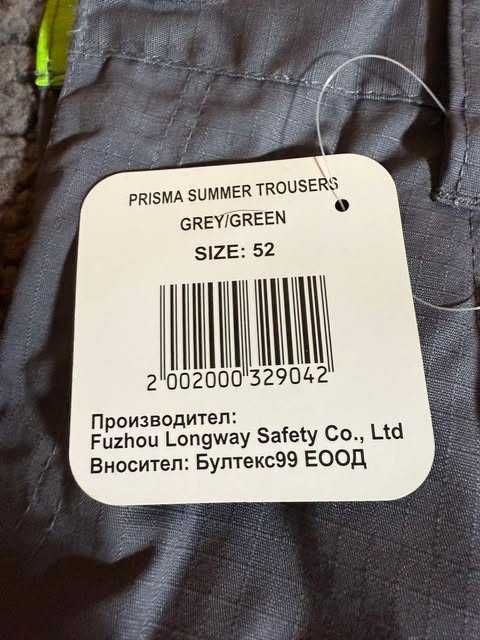 PRISMA SUMMER TROUSERS
GREY/GREEN
SIZE: 52
2 002000 329042
Производител:
Fuzhou Longway Safety Co., Ltd
Вносител: Бултекс99 ЕООД